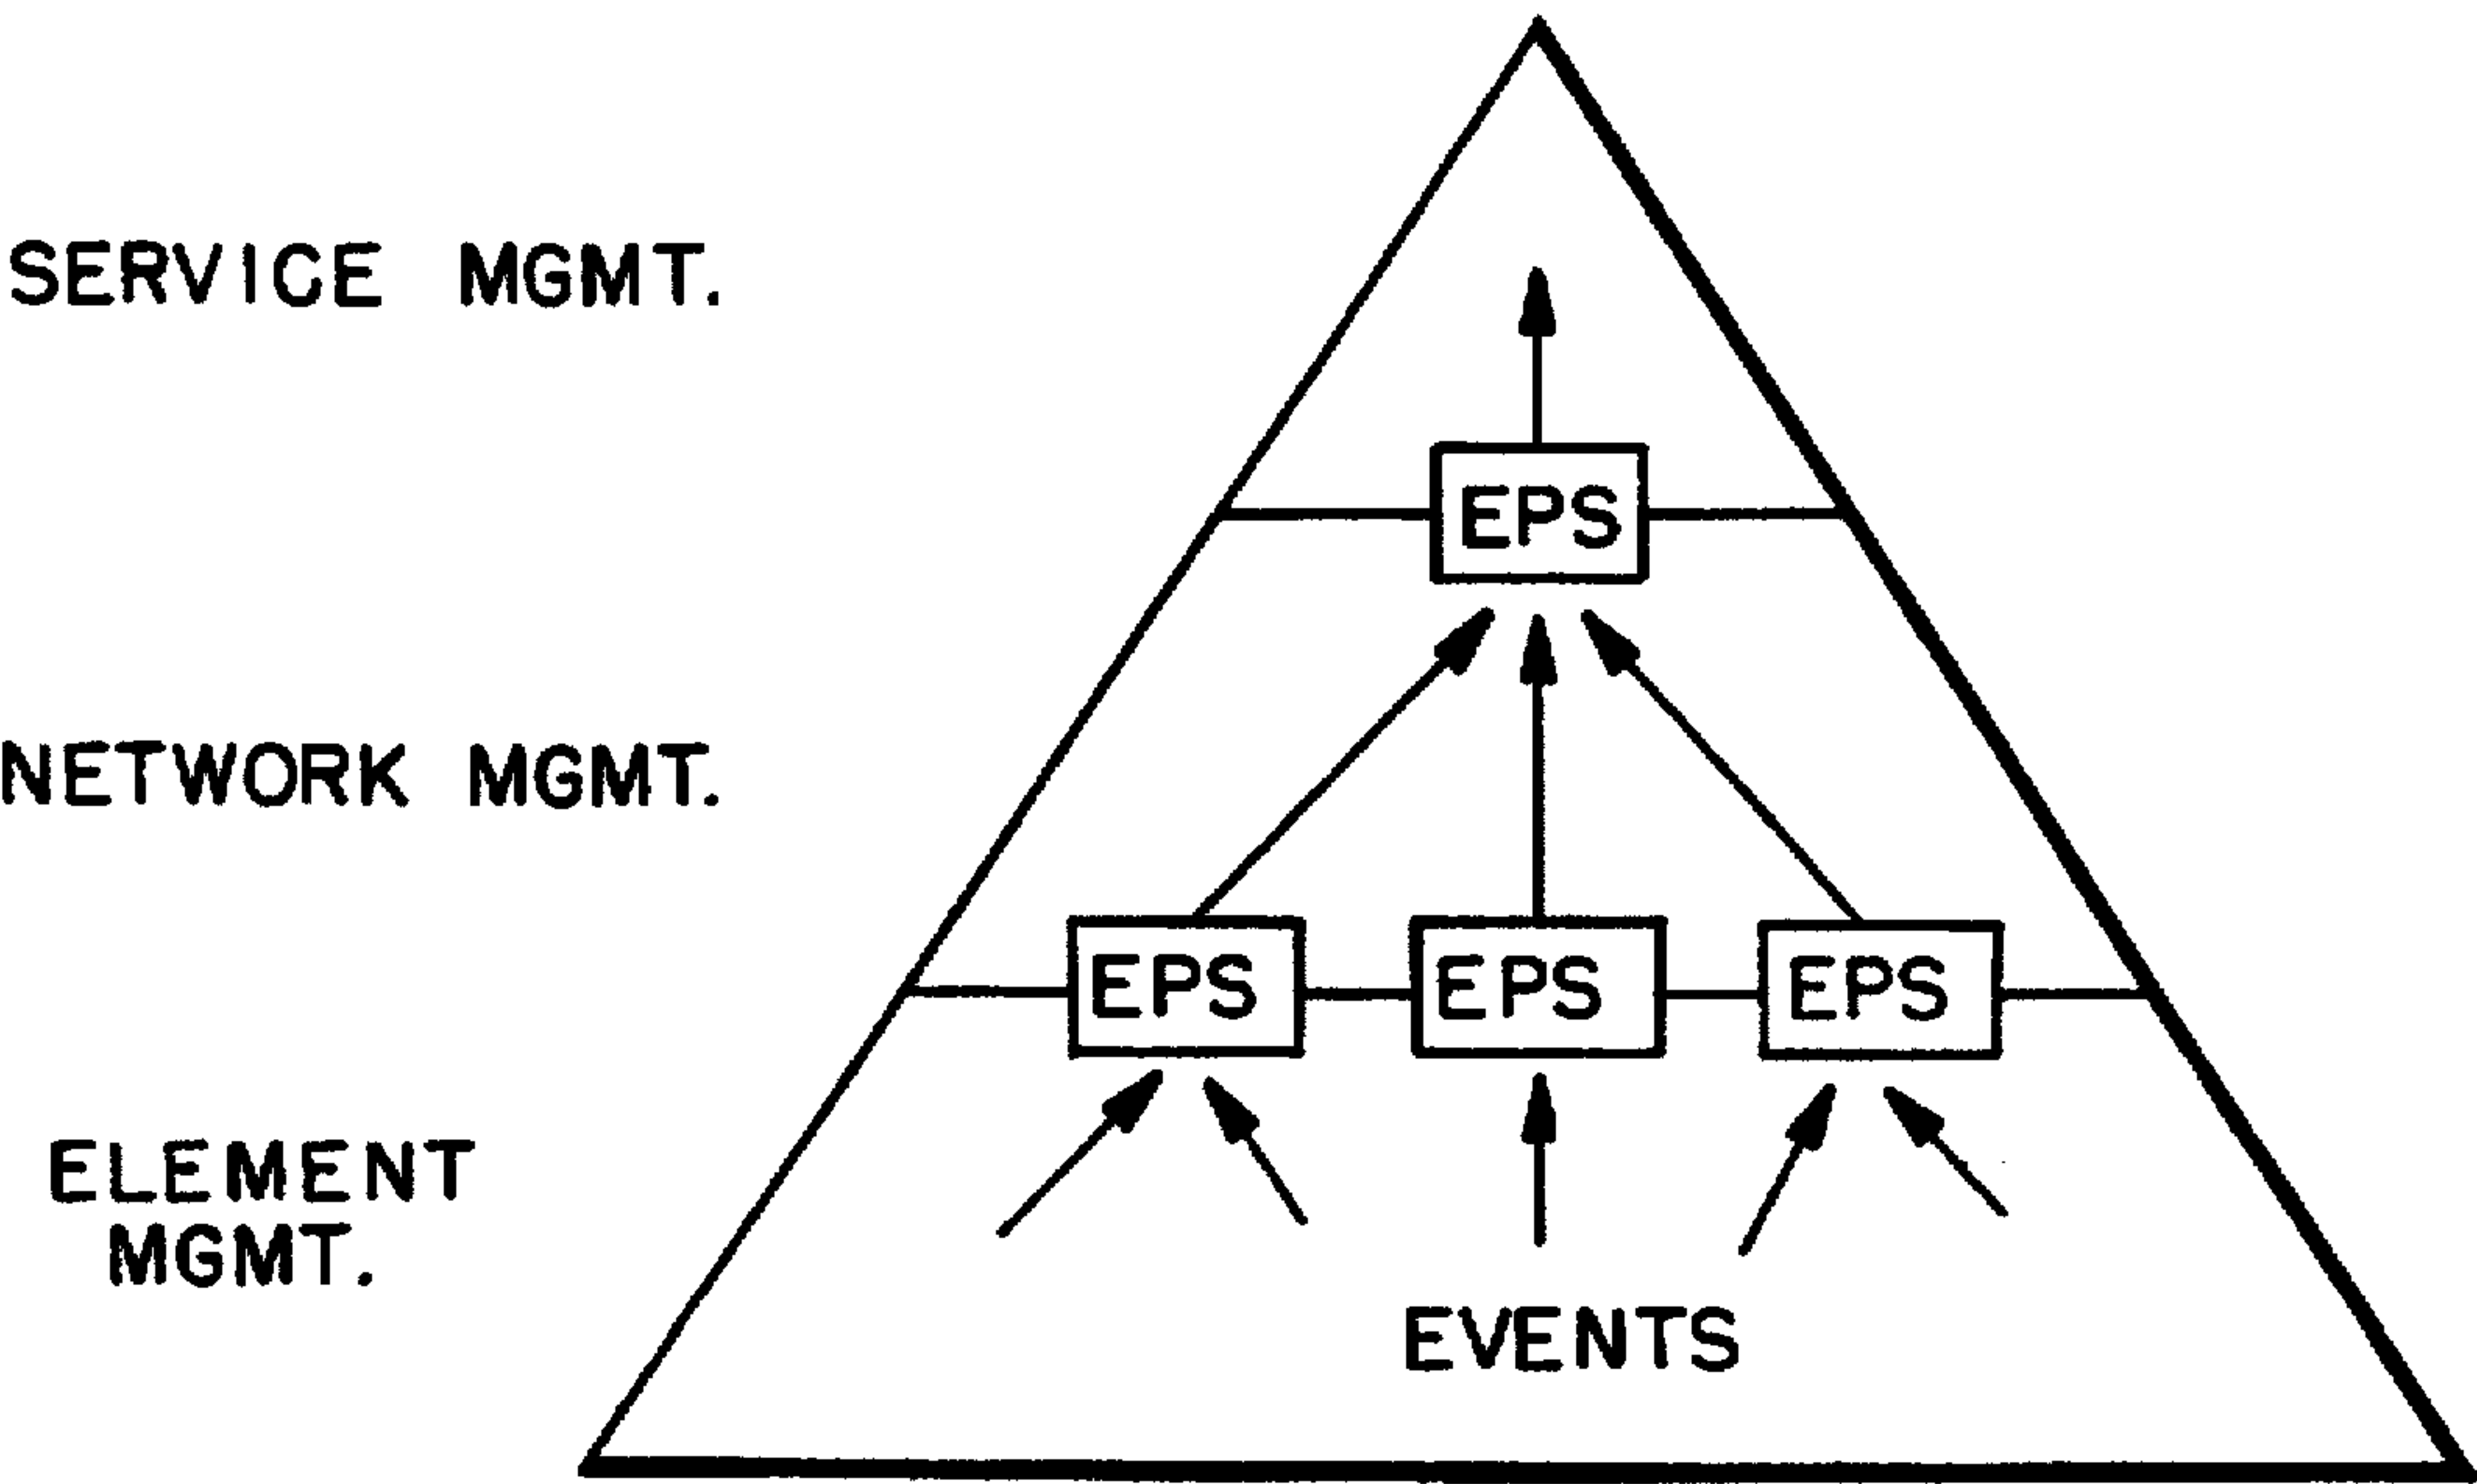 SERVICE MGMT.
EPS
NETWORK MGMT.
EPS EPS EPS
ELEMENT
MGMT.
EVENTS